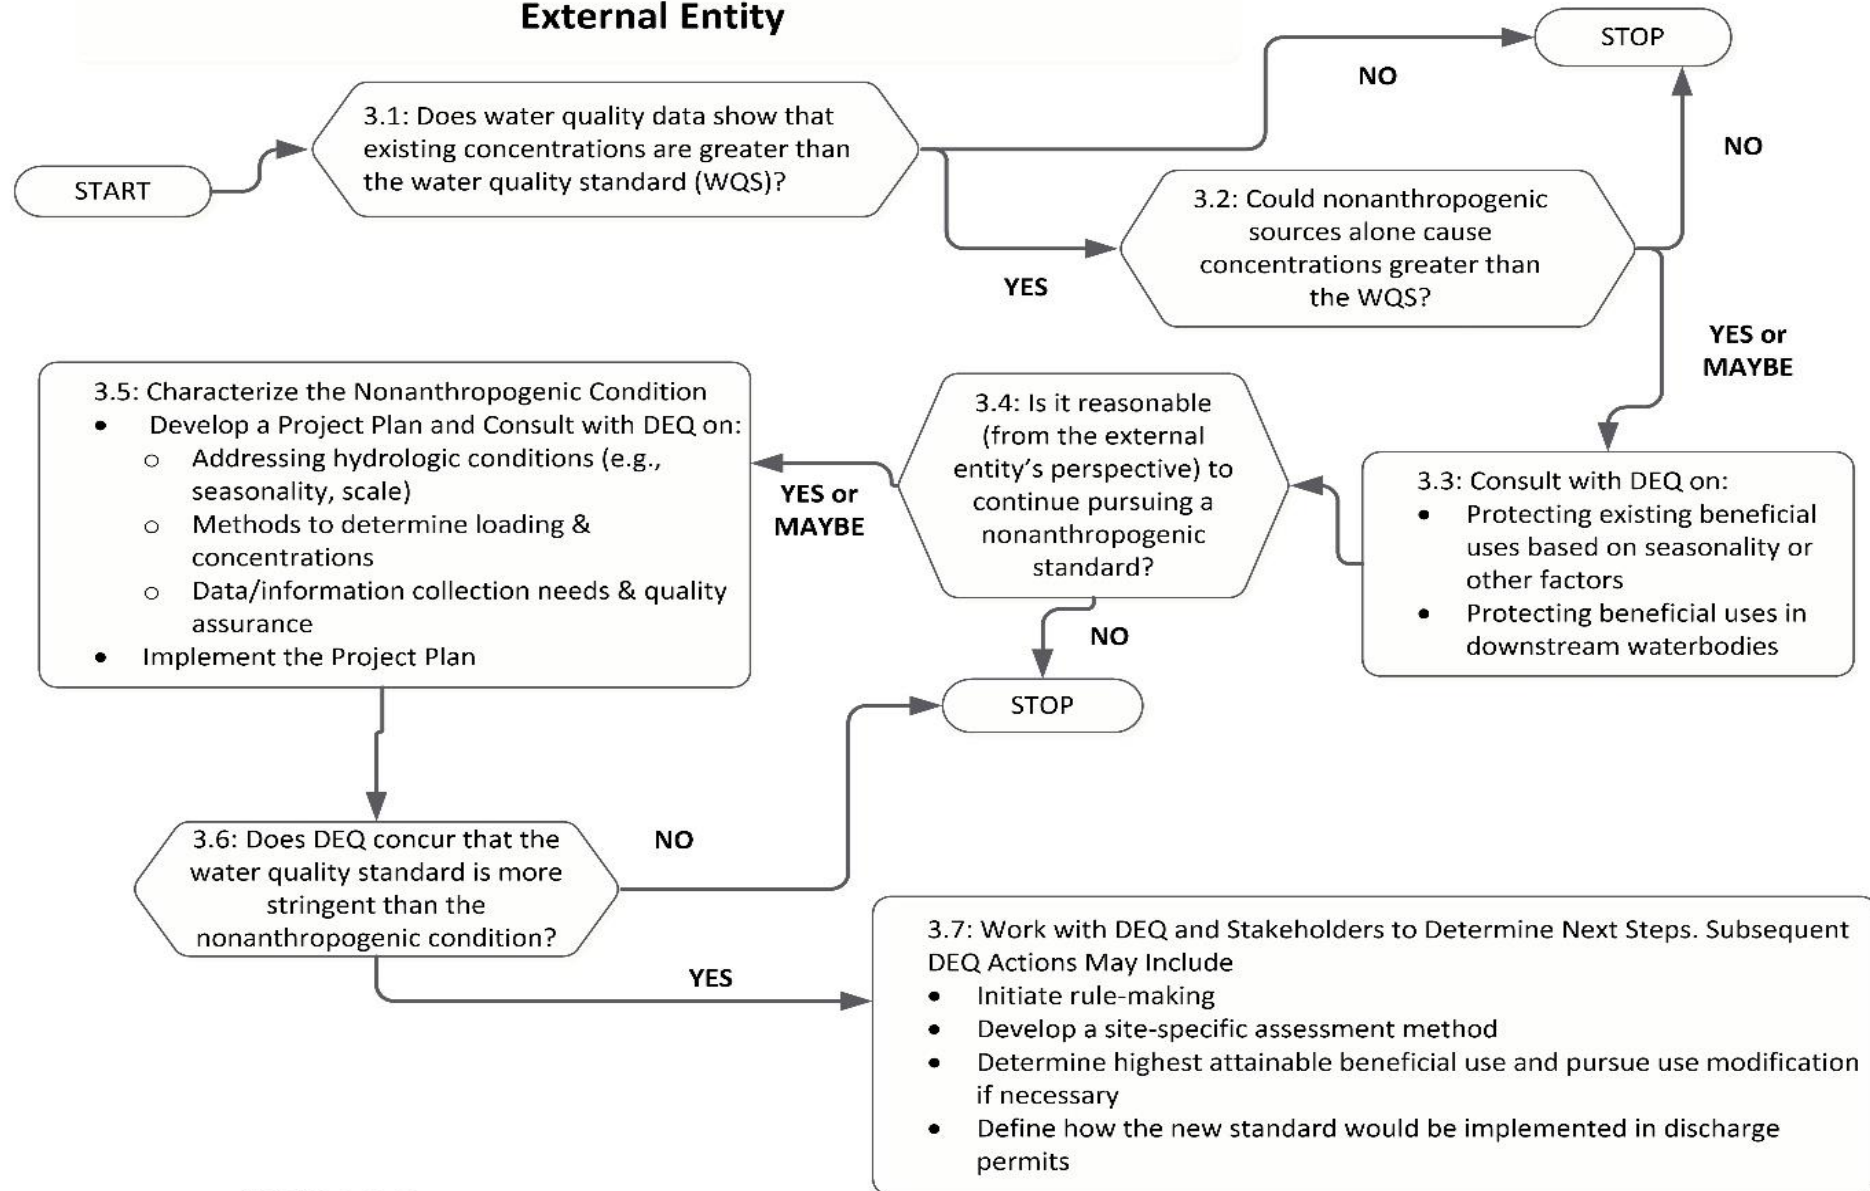 External Entity
STOP
NO
3.1: Does water quality data show that
existing concentrations are greater than
the water quality standard (WQS)?
START
NO
3.2: Could nonanthropogenic
sources alone cause
concentrations greater than
the WQS?
YES
YES or
MAYBE
3.3: Consult with DEQ on:
• Protecting existing beneficial
uses based on seasonality or
other factors
• Protecting beneficial uses in
downstream waterbodies
3.4: Is it reasonable
(from the external
entity’s perspective) to
continue pursuing a
nonanthropogenic
standard?
YES or
MAYBE
NO
STOP
3.5: Characterize the Nonanthropogenic Condition
• Develop a Project Plan and Consult with DEQ on:
o Addressing hydrologic conditions (e.g.,
seasonality, scale)
o Methods to determine loading &
concentrations
o Data/information collection needs & quality
assurance
• Implement the Project Plan
3.6: Does DEQ concur that the
water quality standard is more
stringent than the
nonanthropogenic condition?
NO
YES
3.7: Work with DEQ and Stakeholders to Determine Next Steps. Subsequent
DEQ Actions May Include
• Initiate rule-making
• Develop a site-specific assessment method
• Determine highest attainable beneficial use and pursue use modification
if necessary
• Define how the new standard would be implemented in discharge
permits